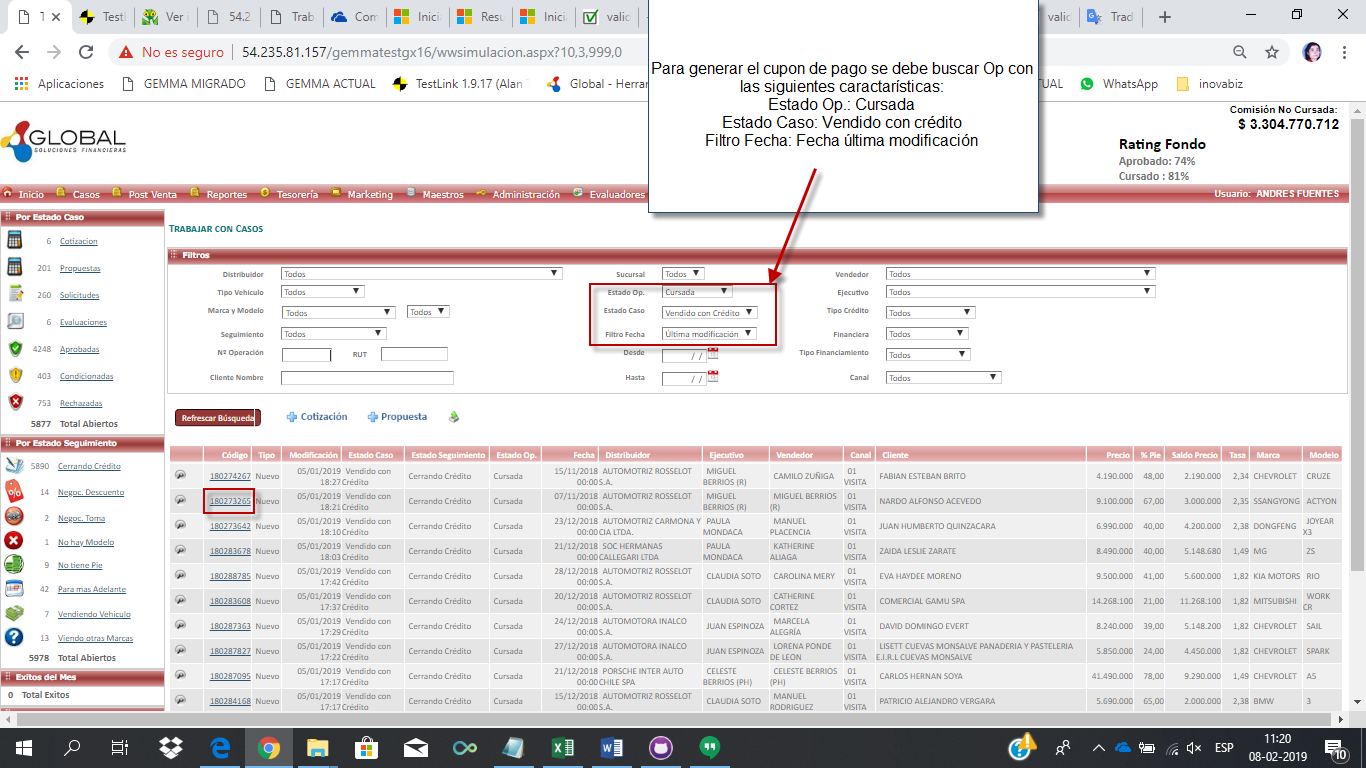 T
Testl
Ver i
54.2
Trab
Com
Inicia
Resu
Inicia
valic
valic
Trad
No es seguro | 54.235.81.157/gemmatestgx16/wwsimulacion.aspx?10,3,999,0
Aplicaciones
GEMMA MIGRADO
GEMMA ACTUAL
TestLink 1.9.17 (Alan
Global - Herrar
TUAL
WhatsApp
inovabiz
Para generar el cupon de pago se debe buscar Op con
las siguientes caractarísticas:
Estado Op.: Cursada
Estado Caso: Vendido con crédito
Filtro Fecha: Fecha última modificación
GLOBAL
SOLUCIONES FINANCIERAS
Comisión No Cursada:
$ 3.304.770.712
Rating Fondo
Aprobado: 74%
Cursado : 81%
Inicio Casos Post Venta Reportes Tesorería Marketing Maestros Administración Evaluadores
Usuario: ANDRES FUENTES
Por Estado Caso
6 Cotizacion
201 Propuestas
260 Solicitudes
6 Evaluaciones
4248 Aprobadas
403 Condicionadas
753 Rechazadas
5877 Total Abiertos
Por Estado Seguimiento
5890 Cerrando Crédito
14 Negoc. Descuento
2 Negoc. Toma
1 No hay Modelo
9 No tiene Pie
42 Para mas Adelante
7 Vendiendo Vehiculo
13 Viendo otras Marcas
5978 Total Abiertos
Exitos del Mes
0 Total Exitos
TRABAJAR CON CASOS
Filtros
Distribuidor Todos Sucursal Todos Vendedor Todos
Tipo Vehículo Todos Estado Op. Cursada Ejecutivo Todos
Marca y Modelo Todos Todos Estado Caso Vendido con Crédito Tipo Crédito Todos
Seguimiento Todos Filtro Fecha Última modificación Financiera Todos
Nº Operación RUT Desde / / Tipo Financiamiento Todos
Cliente Nombre Hasta / / Canal Todos
Refrescar Búsqueda Cotización Propuesta
Código Tipo Modificación Estado Caso Estado Seguimiento Estado Op. Fecha Distribuidor Ejecutivo Vendedor Canal Cliente Precio % Pie Saldo Precio Tasa Marca Modelo
180274267 Nuevo 05/01/2019 18:27 Vendido con Crédito Cerrando Crédito Cursada 15/11/2018 00:00 AUTOMOTRIZ ROSSELOT S.A. MIGUEL BERRIOS (R) CAMILO ZUÑIGA 01 VISITA FABIAN ESTEBAN BRITO 4.190.000 48,00 2.190.000 2,34 CHEVROLET CRUZE
180273265 Nuevo 05/01/2019 18:21 Vendido con Crédito Cerrando Crédito Cursada 07/11/2018 00:00 AUTOMOTRIZ ROSSELOT S.A. MIGUEL BERRIOS (R) MIGUEL BERRIOS (R) 01 VISITA NARDO ALFONSO ACEVEDO 9.100.000 67,00 3.000.000 2,35 SSANGYONG ACTYON
180273642 Nuevo 05/01/2019 18:10 Vendido con Crédito Cerrando Crédito Cursada 23/12/2018 00:00 AUTOMOTRIZ CARMONA Y CIA LTDA. PAULA MONDACA MANUEL PLACENCIA 01 VISITA JUAN HUMBERTO QUINZACARA 6.990.000 40,00 4.200.000 2,38 DONGFENG JOYEAR X3
180283678 Nuevo 05/01/2019 18:03 Vendido con Crédito Cerrando Crédito Cursada 21/12/2018 00:00 SOC HERMANAS CALLEGARI LTDA PAULA MONDACA KATHERINE ALIAGA 01 VISITA ZAIDA LESLIE ZARATE 8.490.000 40,00 5.148.680 1,49 MG ZS
180288785 Nuevo 05/01/2019 17:42 Vendido con Crédito Cerrando Crédito Cursada 28/12/2018 00:00 AUTOMOTRIZ ROSSELOT S.A. CLAUDIA SOTO CAROLINA MERY 01 VISITA EVA HAYDEE MORENO 9.500.000 41,00 5.600.000 1,82 KIA MOTORS RIO
180283608 Nuevo 05/01/2019 17:37 Vendido con Crédito Cerrando Crédito Cursada 20/12/2018 00:00 AUTOMOTRIZ ROSSELOT S.A. CLAUDIA SOTO CATHERINE CORTEZ 01 VISITA COMERCIAL GAMU SPA 14.268.100 21,00 11.268.100 1,82 MITSUBISHI WORK CR
180287363 Nuevo 05/01/2019 17:29 Vendido con Crédito Cerrando Crédito Cursada 24/12/2018 00:00 AUTOMOTORA INALCO S.A. JUAN ESPINOZA MARCELA ALEGRÍA 01 VISITA DAVID DOMINGO EVERT 8.240.000 39,00 5.148.200 1,82 CHEVROLET SAIL
180287827 Nuevo 05/01/2019 17:22 Vendido con Crédito Cerrando Crédito Cursada 27/12/2018 00:00 AUTOMOTORA INALCO S.A. JUAN ESPINOZA LORENA PONDE DE LEON 01 VISITA LISETT CUEVAS MONSALVE PANADERIA Y PASTELERIA E.I.R.L CUEVAS MONSALVE 5.850.000 24,00 4.450.000 1,82 CHEVROLET SPARK
180287095 Nuevo 05/01/2019 17:17 Vendido con Crédito Cerrando Crédito Cursada 21/12/2018 00:00 PORSCHE INTER AUTO CHILE SPA CELESTE BERRIOS (PH) CELESTE BERRIOS (PH) 01 VISITA CARLOS HERNAN SOYA 41.490.000 78,00 9.290.000 1,49 CHEVROLET A5
180284168 Nuevo 05/01/2019 17:17 Vendido con Crédito Cerrando Crédito Cursada 15/12/2018 00:00 AUTOMOTRIZ ROSSELOT S.A. CLAUDIA SOTO MANUEL RODRIGUEZ 01 VISITA PATRICIO ALEJANDRO VERGARA 5.690.000 65,00 2.000.000 2,38 BMW 3
ESP
11:20
08-02-2019
10